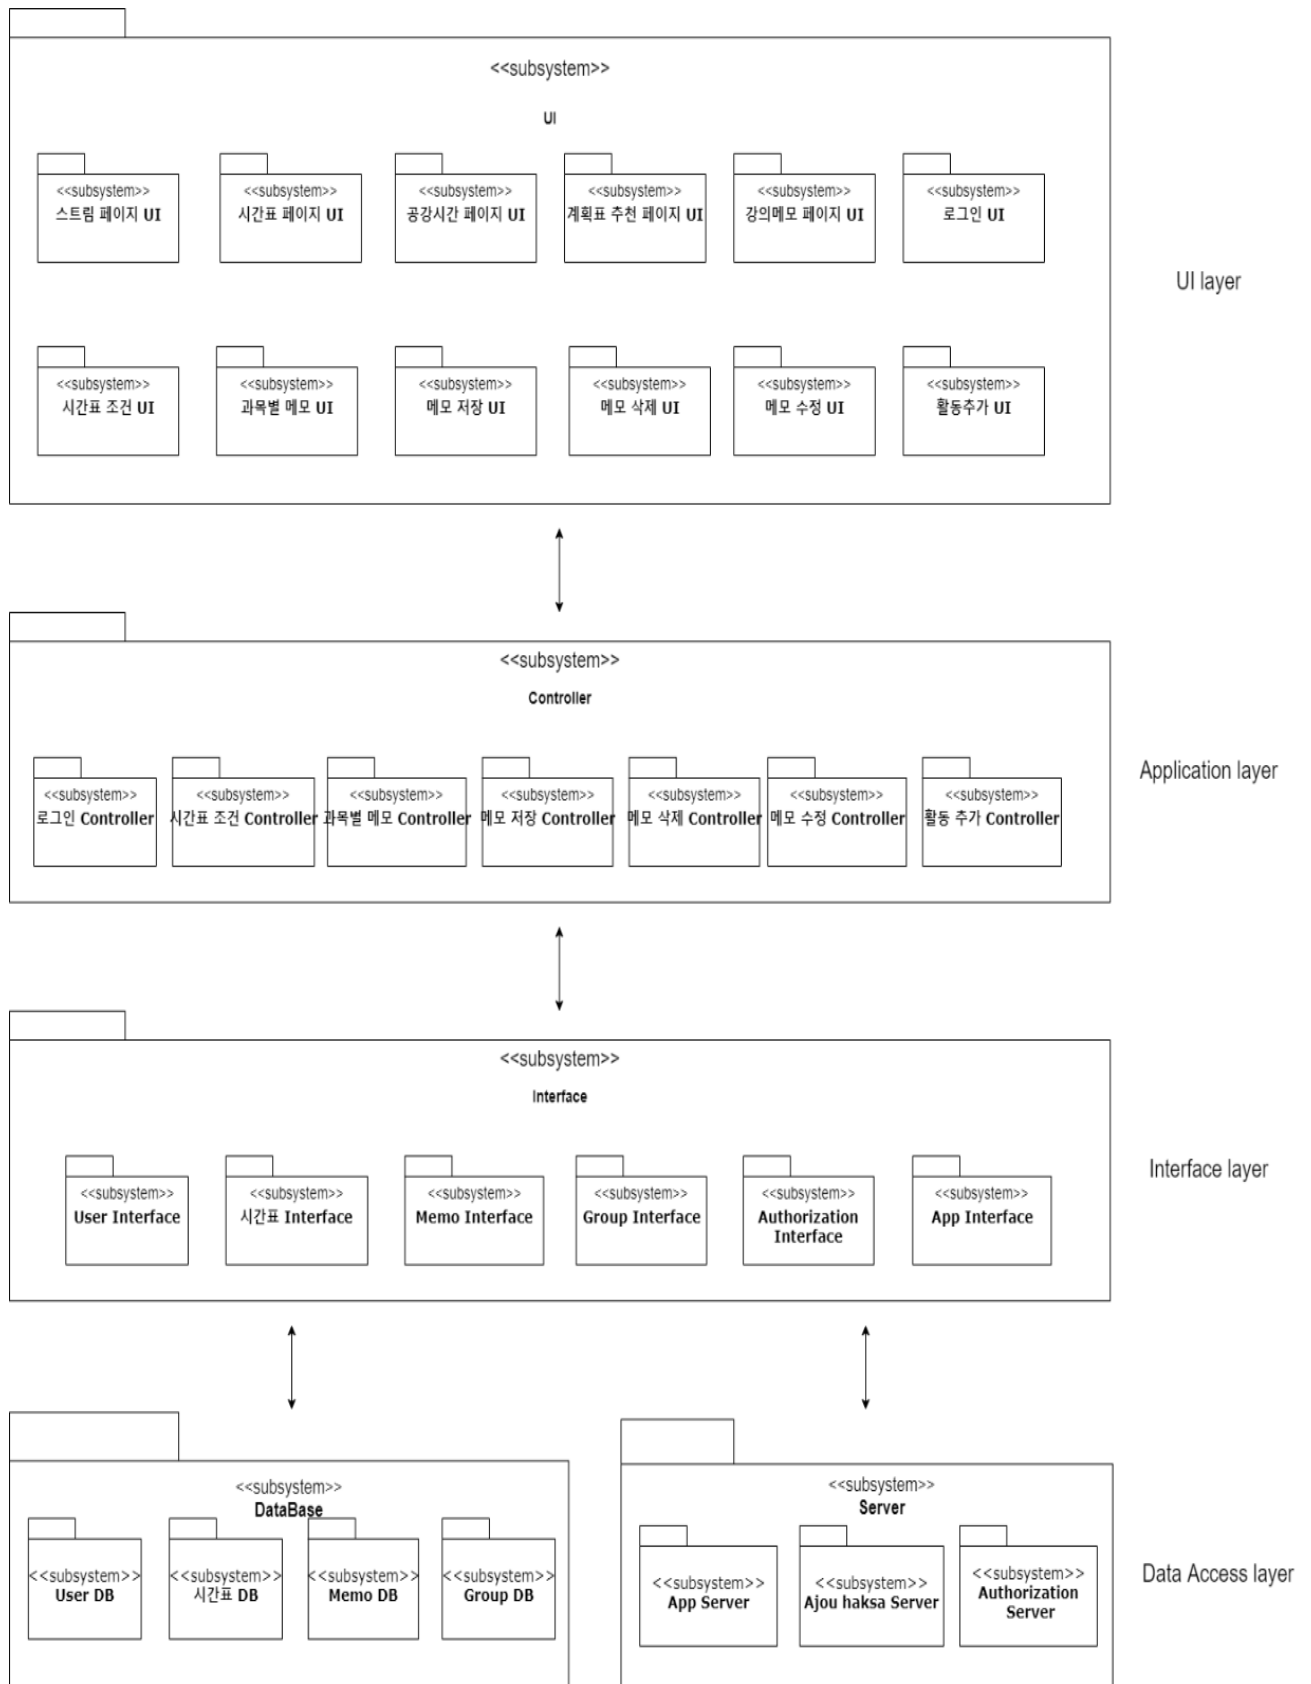 <<subsystem>>
UI
<<subsystem>>
스트림 페이지 UI
<<subsystem>>
시간표 페이지 UI
<<subsystem>>
공강시간 페이지 UI
<<subsystem>>
계획표 추천 페이지 UI
<<subsystem>>
강의메모 페이지 UI
<<subsystem>>
로그인 UI
UI layer
<<subsystem>>
시간표 조건 UI
<<subsystem>>
과목별 메모 UI
<<subsystem>>
메모 저장 UI
<<subsystem>>
메모 삭제 UI
<<subsystem>>
메모 수정 UI
<<subsystem>>
활동추가 UI
<<subsystem>>
Controller
<<subsystem>>
로그인 Controller
<<subsystem>>
시간표 조건 Controller
<<subsystem>>
과목별 메모 Controller
<<subsystem>>
메모 저장 Controller
<<subsystem>>
메모 삭제 Controller
<<subsystem>>
메모 수정 Controller
<<subsystem>>
활동 추가 Controller
Application layer
<<subsystem>>
Interface
<<subsystem>>
User Interface
<<subsystem>>
시간표 Interface
<<subsystem>>
Memo Interface
<<subsystem>>
Group Interface
<<subsystem>>
Authorization
Interface
<<subsystem>>
App Interface
Interface layer
<<subsystem>>
DataBase
<<subsystem>>
User DB
<<subsystem>>
시간표 DB
<<subsystem>>
Memo DB
<<subsystem>>
Group DB
<<subsystem>>
Server
<<subsystem>>
App Server
<<subsystem>>
Ajou haksa Server
<<subsystem>>
Authorization
Server
Data Access layer